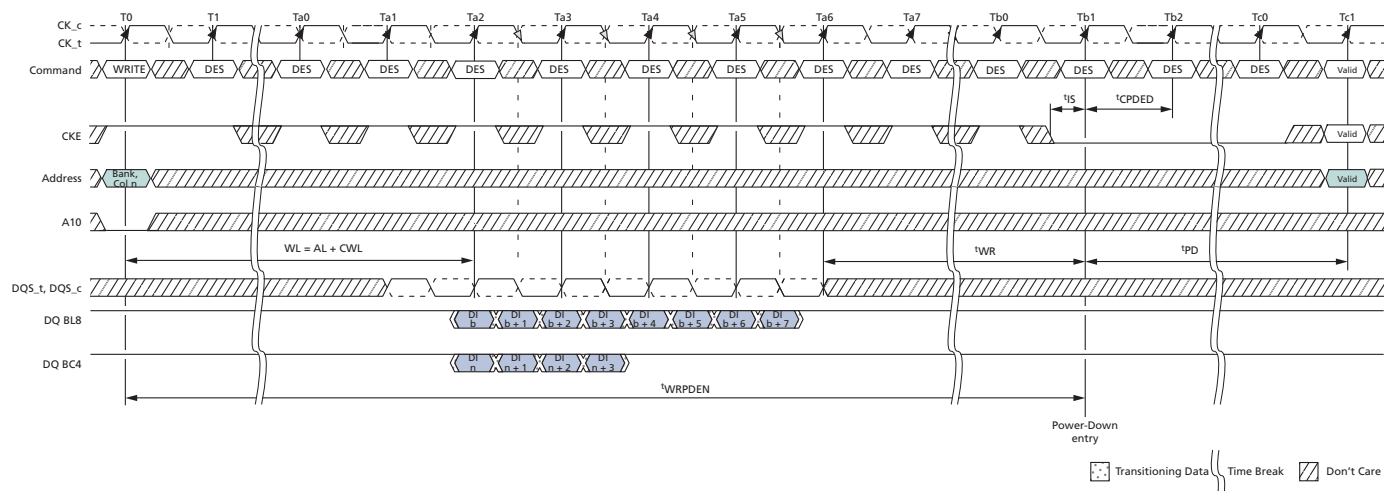 T0 T1 Ta0 Ta1 Ta2 Ta3 Ta4 Ta5 Ta6 Ta7 Tb0 Tb1 Tb2 Tc0 Tc1
CK_c
CK_t
Command WRITE DES DES DES DES DES DES DES DES DES DES DES DES DES Valid
tIS tCPDED
CKE Valid
Address Bank, Col n Valid
A10
WL = AL + CWL tWR tPD
DQS_t, DQS_c
DQ BL8 DI b DI b + 1 DI b + 2 DI b + 3 DI b + 4 DI b + 5 DI b + 6 DI b + 7
DQ BC4 DI n DI n + 1 DI n + 2 DI n + 3
tWRPDEN
Power-Down
entry
Transitioning Data Time Break Don't Care